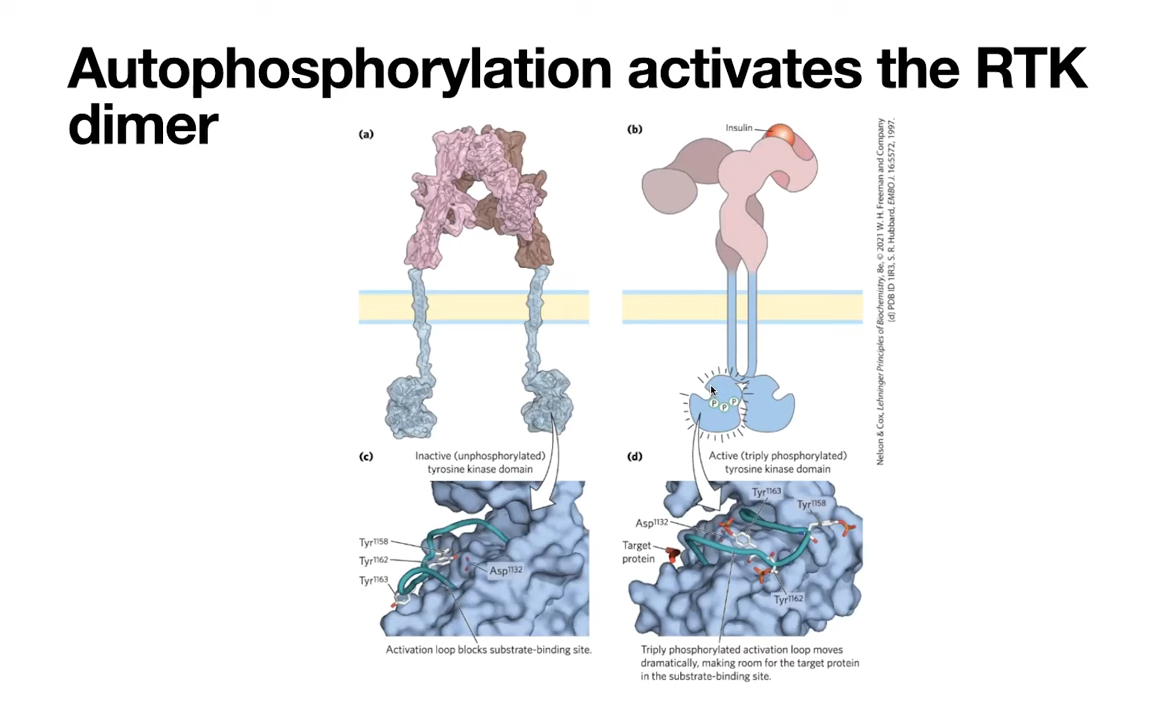 Autophosphorylation activates the RTK
dimer
(a)
(b)
Insulin
P P P
(c)
Inactive (unphosphorylated)
tyrosine kinase domain
(d)
Active (triply phosphorylated)
tyrosine kinase domain
Tyr1158
Tyr1162
Tyr1163
Asp1132
Activation loop blocks substrate-binding site.
Tyr1163
Tyr1158
Asp1132
Target
protein
Tyr1162
Triply phosphorylated activation loop moves
dramatically, making room for the target protein
in the substrate-binding site.
Nelson & Cox, Lehninger Principles of Biochemistry, 8e, © 2021 W. H. Freeman and Company
(d) PDB ID 1IR3, S. R. Hubbard, EMBO J. 16:5572, 1997.